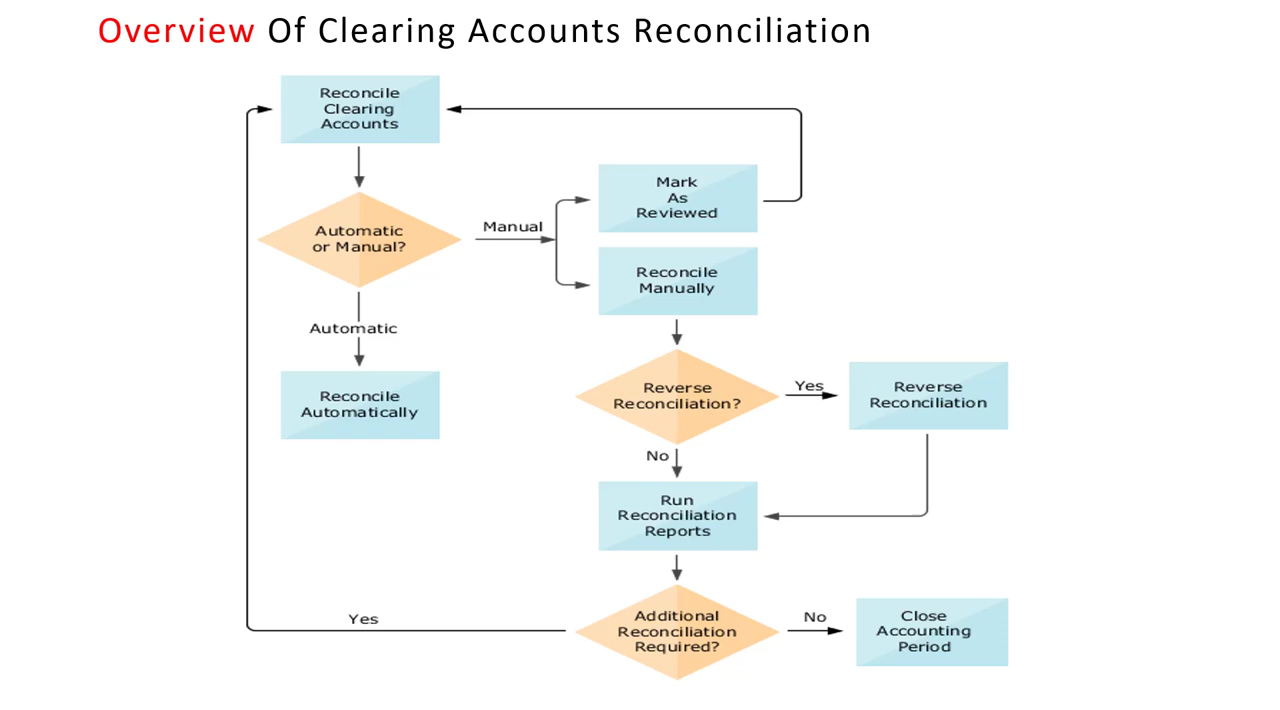 Overview Of Clearing Accounts Reconciliation
Reconcile
Clearing
Accounts
Mark
As
Reviewed
Automatic
or Manual?
Manual
Reconcile
Manually
Automatic
Reconcile
Automatically
Reverse
Reconciliation?
Yes
Reverse
Reconciliation
No
Run
Reconciliation
Reports
Additional
Reconciliation
Required?
Yes
No
Close
Accounting
Period